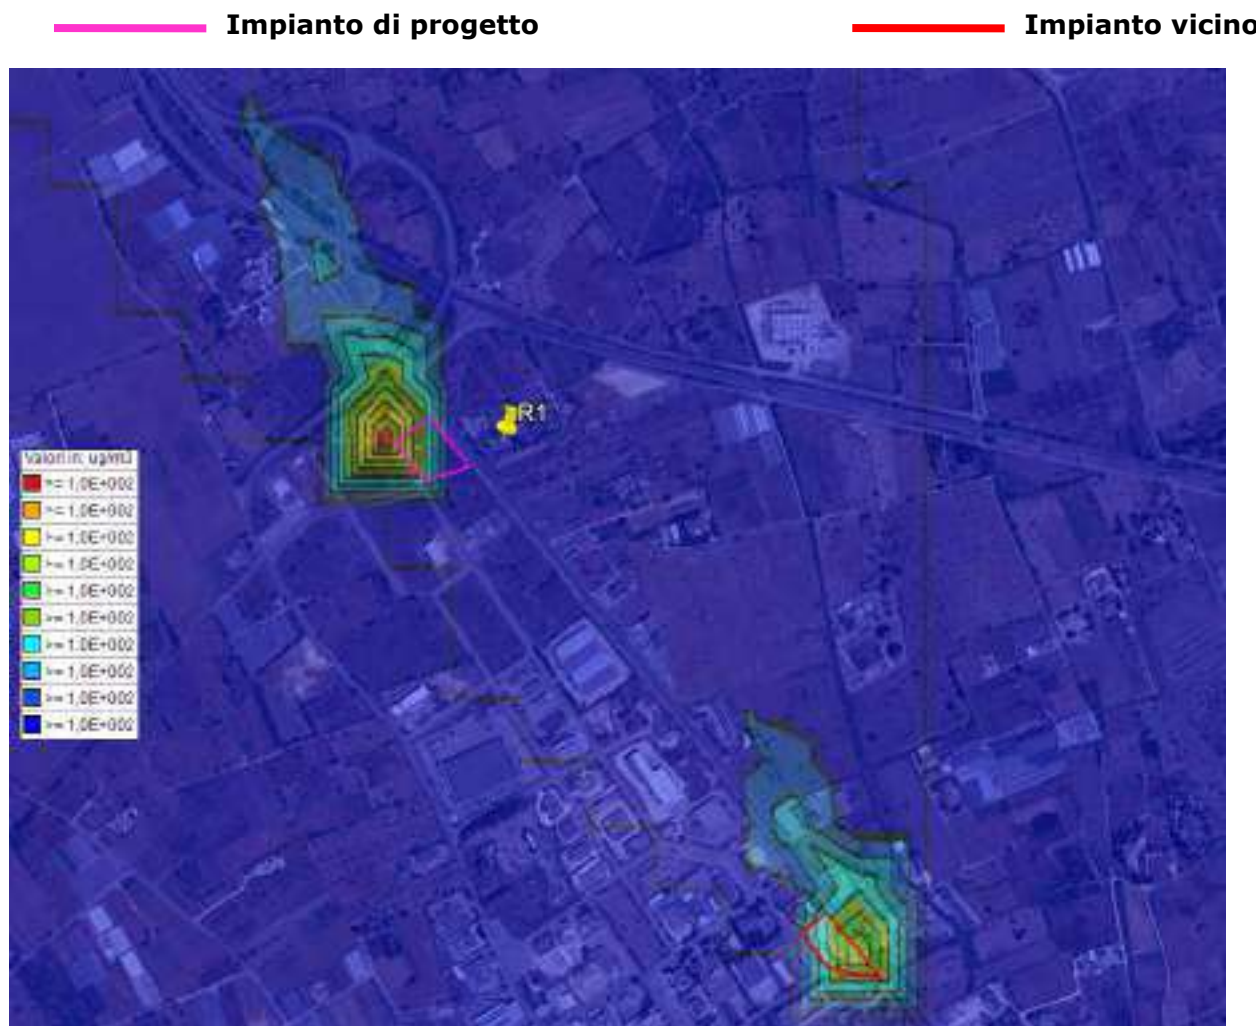 Impianto di progetto
Impianto vicino
R1
Valori in: ug/m3
>= 1,0E+002
>= 1,0E+002
>= 1,0E+002
>= 1,0E+002
>= 1,0E+002
>= 1,0E+002
>= 1,0E+002
>= 1,0E+002
>= 1,0E+002
>= 1,0E+002